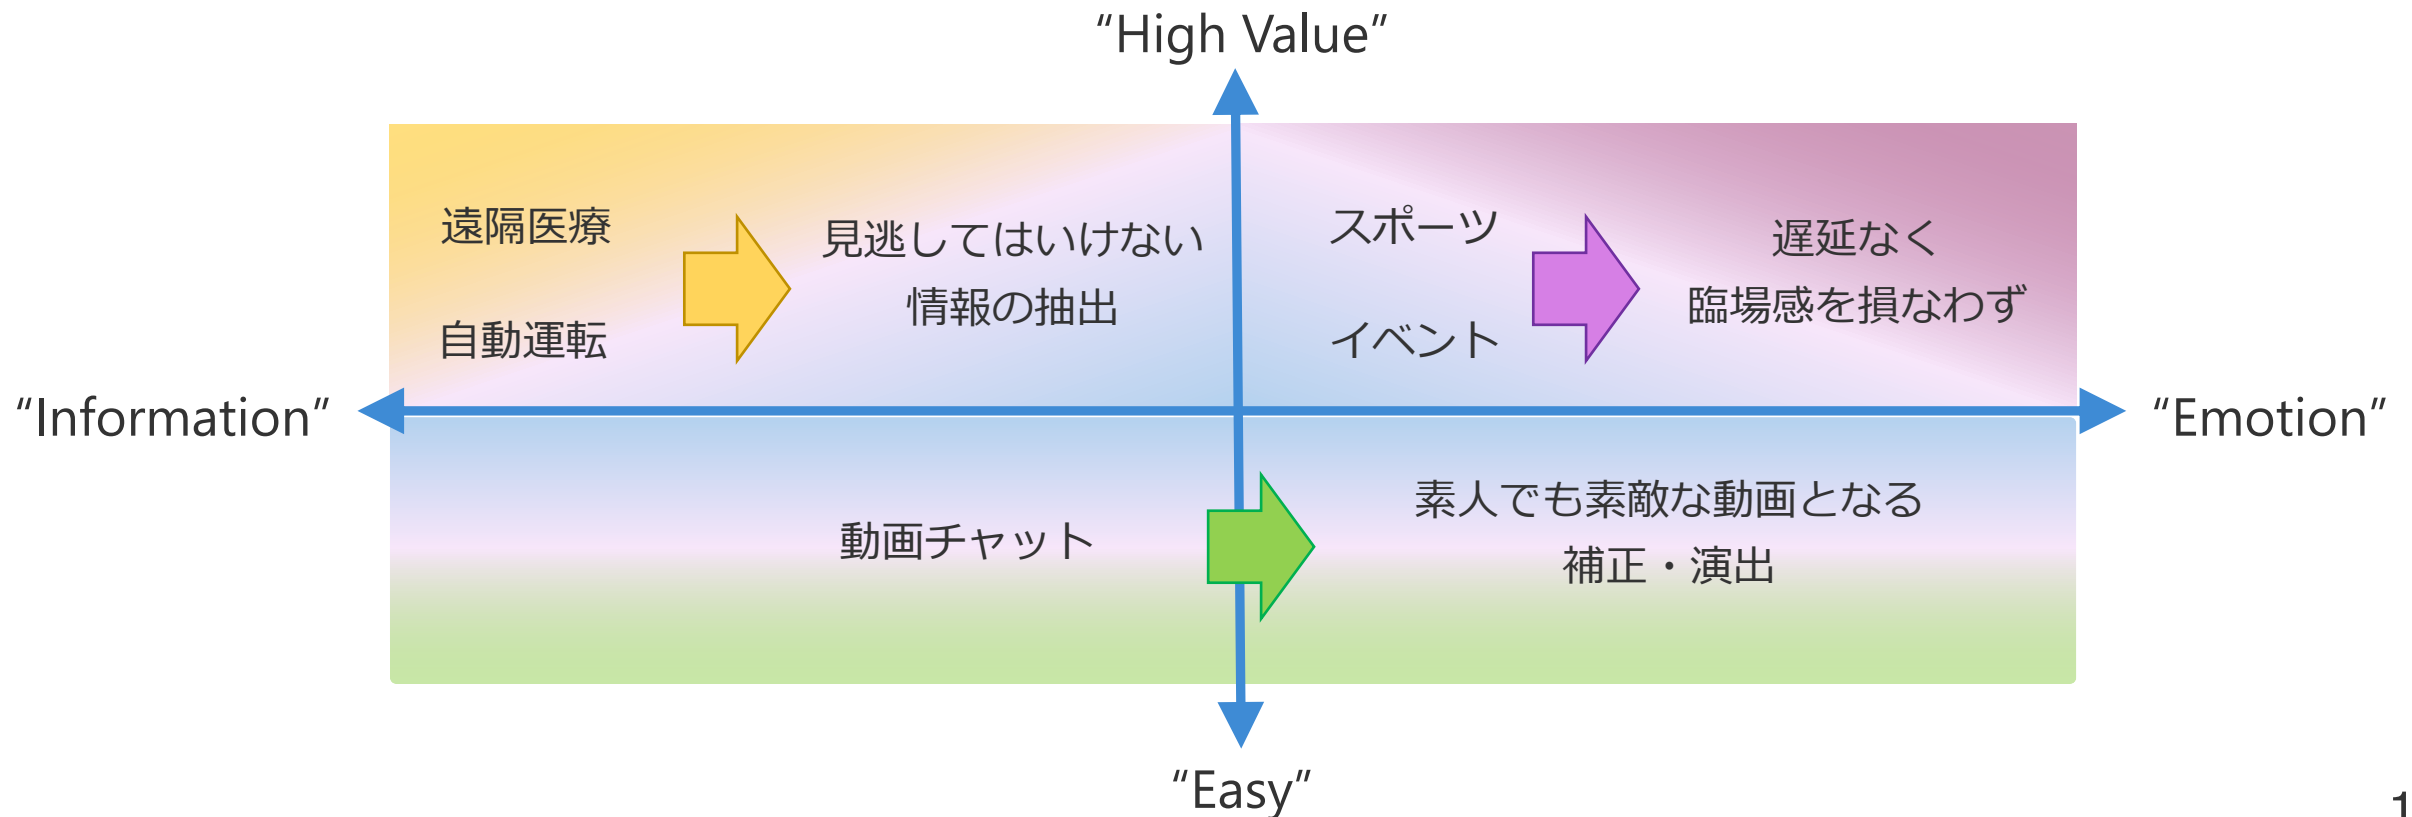 “High Value”
遠隔医療
自動運転
見逃してはいけない
情報の抽出
スポーツ
イベント
遅延なく
臨場感を損なわず
“Information”
“Emotion”
動画チャット
素人でも素敵な動画となる
補正・演出
“Easy”
1